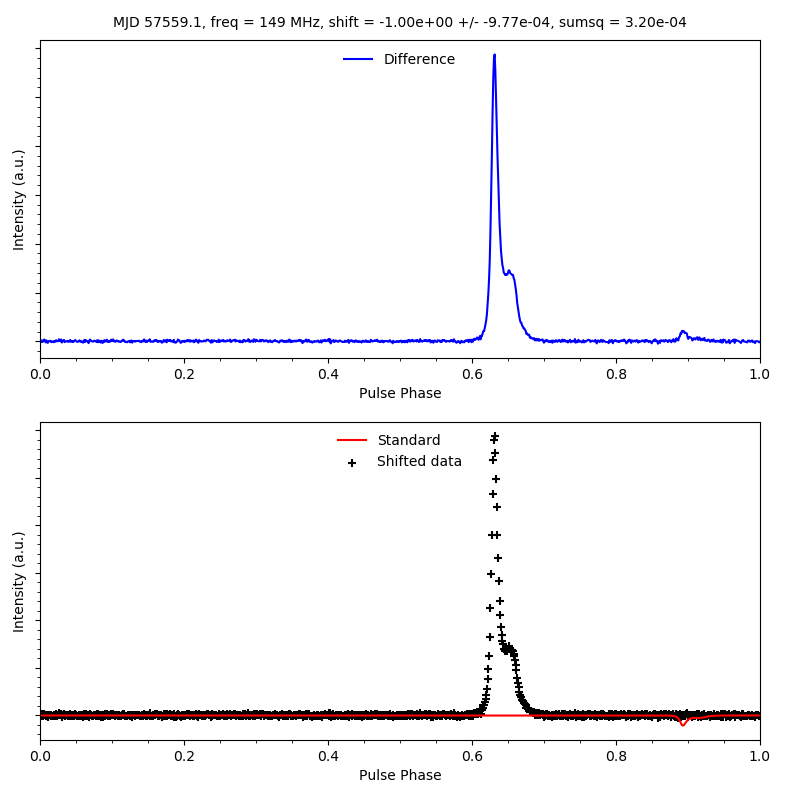 MJD 57559.1, freq = 149 MHz, shift = -1.00e+00 +/- -9.77e-04, sumsq = 3.20e-04
Difference
Intensity (a.u.)
0.0 0.2 0.4 0.6 0.8 1.0
Pulse Phase
Standard
Shifted data
Intensity (a.u.)
0.0 0.2 0.4 0.6 0.8 1.0
Pulse Phase